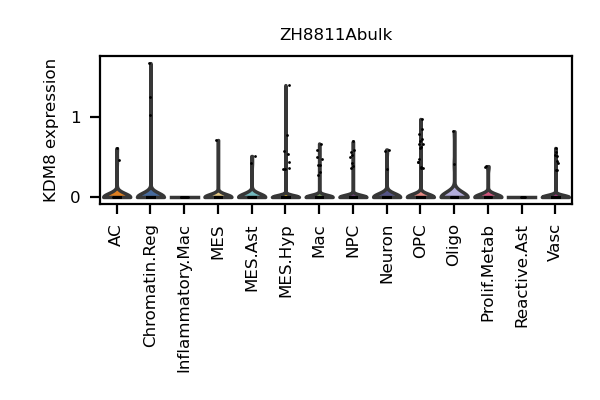 ZH8811Abulk
KDM8 expression
1
0
AC
Chromatin.Reg
Inflammatory.Mac
MES
MES.Ast
MES.Hyp
Mac
NPC
Neuron
OPC
Oligo
Prolif.Metab
Reactive.Ast
Vasc